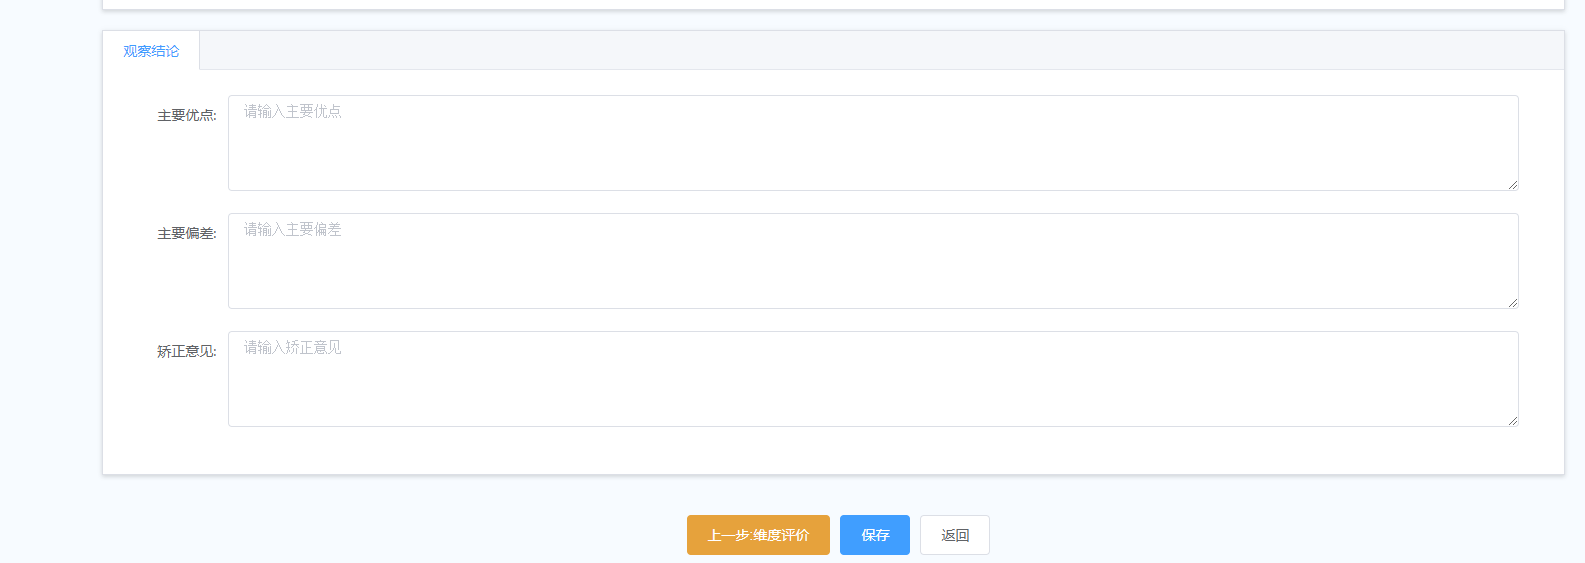 观察结论
主要优点:
请输入主要优点
主要偏差:
请输入主要偏差
矫正意见:
请输入矫正意见
上一步:维度评价
保存
返回